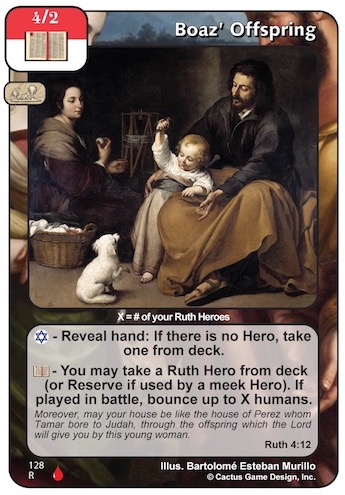 4/2
Boaz' Offspring
X = # of your Ruth Heroes
- Reveal hand: If there is no Hero, take
one from deck.
- You may take a Ruth Hero from deck
(or Reserve if used by a meek Hero). If
played in battle, bounce up to X humans.
Moreover, may your house be like the house of Perez whom
Tamar bore to Judah, through the offspring which the Lord
will give you by this young woman.
Ruth 4:12
128
R
Illus. Bartolomé Esteban Murillo
© Cactus Game Design, Inc.